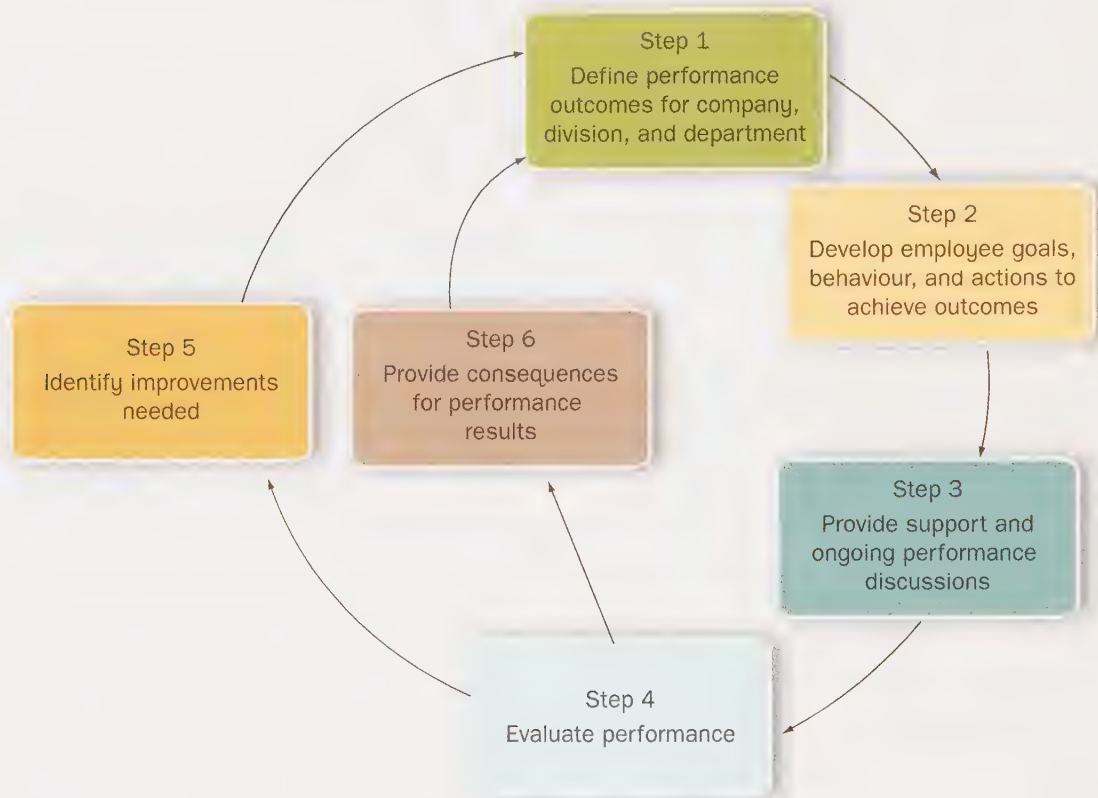 Step 1
Define performance
outcomes for company,
division, and department
Step 2
Develop employee goals,
behaviour, and actions to
achieve outcomes
Step 3
Provide support and
ongoing performance
discussions
Step 4
Evaluate performance
Step 5
Identify improvements
needed
Step 6
Provide consequences
for performance
results